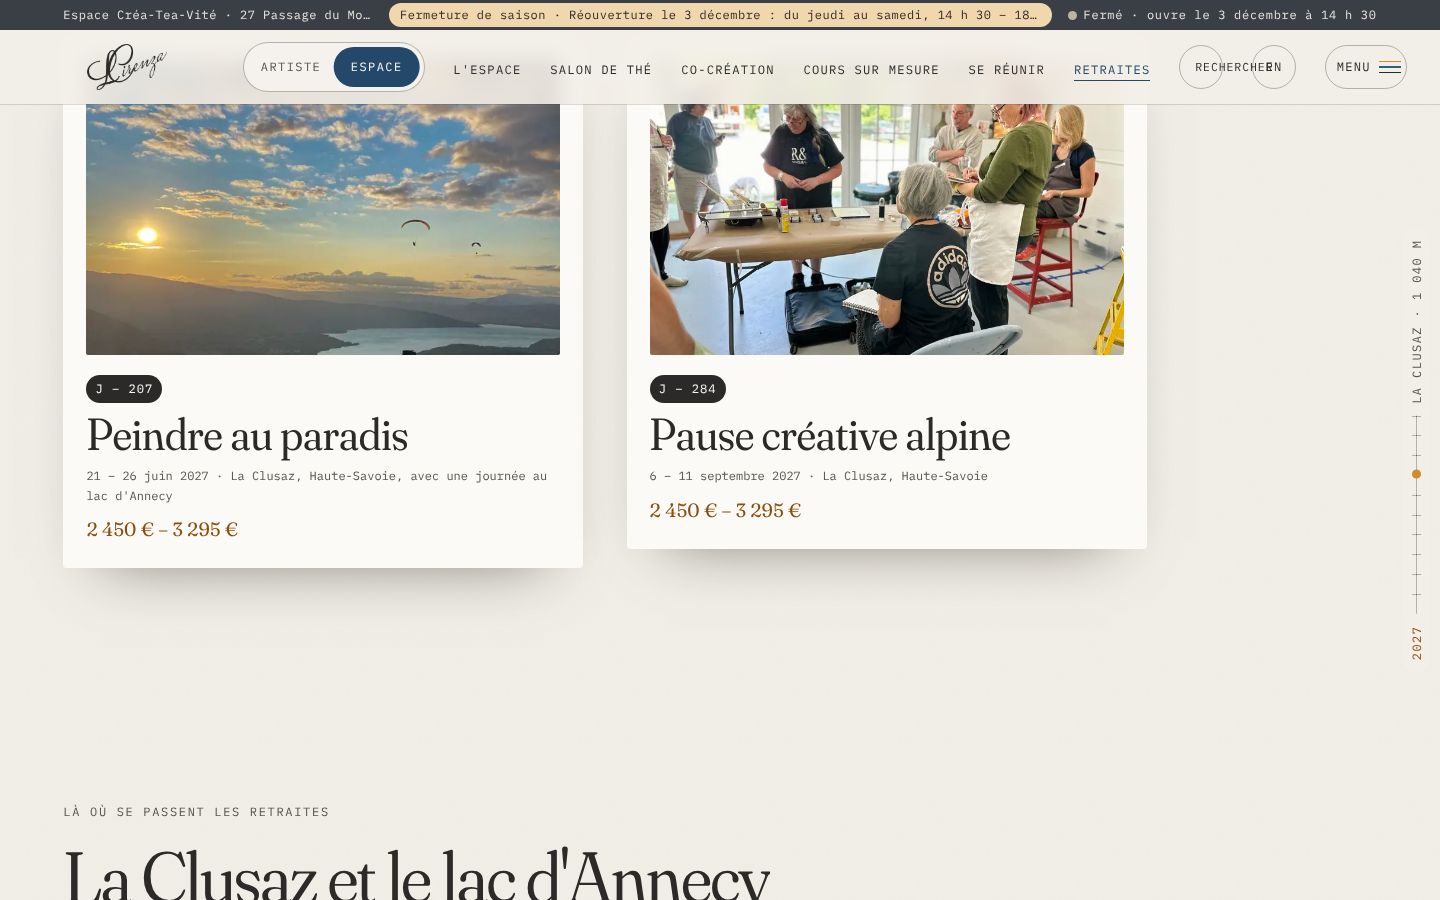 Espace Créa-Tea-Vité · 27 Passage du Mo…
Fermeture de saison · Réouverture le 3 décembre : du jeudi au samedi, 14 h 30 – 18…
Fermé · ouvre le 3 décembre à 14 h 30
Lirenza
ARTISTE
ESPACE
L'ESPACE
SALON DE THÉ
CO-CRÉATION
COURS SUR MESURE
SE RÉUNIR
RETRAITES
RECHERCHER
EN
MENU
R&
adidas
J – 207
Peindre au paradis
21 – 26 juin 2027 · La Clusaz, Haute-Savoie, avec une journée au
lac d'Annecy
2 450 € – 3 295 €
J – 284
Pause créative alpine
6 – 11 septembre 2027 · La Clusaz, Haute-Savoie
2 450 € – 3 295 €
LA CLUSAZ · 1 040 M
2027
LÀ OÙ SE PASSENT LES RETRAITES
La Clusaz et le lac d'Annecy